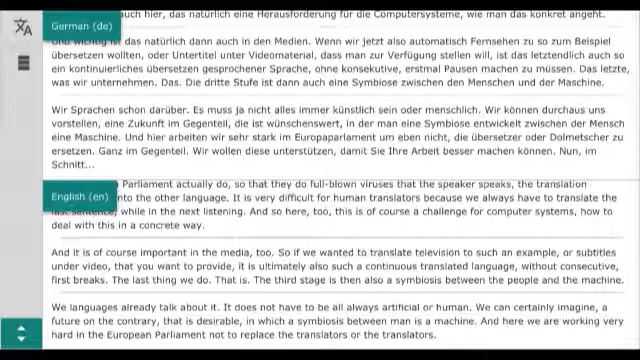 auch hier, das natürlich eine Herausforderung für die Computersysteme, wie man das konkret angeht.
German (de)
Und wichtig ist das natürlich dann auch in den Medien. Wenn wir jetzt also automatisch Fernsehen zu so zum Beispiel
übersetzen wollten, oder Untertitel unter Videomaterial, dass man zur Verfügung stellen will, ist das letztendlich auch so
ein kontinuierliches übersetzen gesprochener Sprache, ohne konsekutive, erstmal Pausen machen zu müssen. Das letzte,
was wir unternehmen. Das. Die dritte Stufe ist dann auch eine Symbiose zwischen den Menschen und der Maschine.
Wir Sprachen schon darüber. Es muss ja nicht alles immer künstlich sein oder menschlich. Wir können durchaus uns
vorstellen, eine Zukunft im Gegenteil, die ist wünschenswert, in der man eine Symbiose entwickelt zwischen der Mensch
eine Maschine. Und hier arbeiten wir sehr stark im Europaparlament um eben nicht, die übersetzer oder Dolmetscher zu
ersetzen. Ganz im Gegenteil. Wir wollen diese unterstützen, damit Sie Ihre Arbeit besser machen können. Nun, im
Schnitt...
Parliament actually do, so that they do full-blown viruses that the speaker speaks, the translation
English (en)
into the other language. It is very difficult for human translators because we always have to translate the
last sentence, while in the next listening. And so here, too, this is of course a challenge for computer systems, how to
deal with this in a concrete way.
And it is of course important in the media, too. So if we wanted to translate television to such an example, or subtitles
under video, that you want to provide, it is ultimately also such a continuous translated language, without consecutive,
first breaks. The last thing we do. That is. The third stage is then also a symbiosis between the people and the machine.
We languages already talk about it. It does not have to be all always artificial or human. We can certainly imagine, a
future on the contrary, that is desirable, in which a symbiosis between man is a machine. And here we are working very
hard in the European Parliament not to replace the translators or the translators.